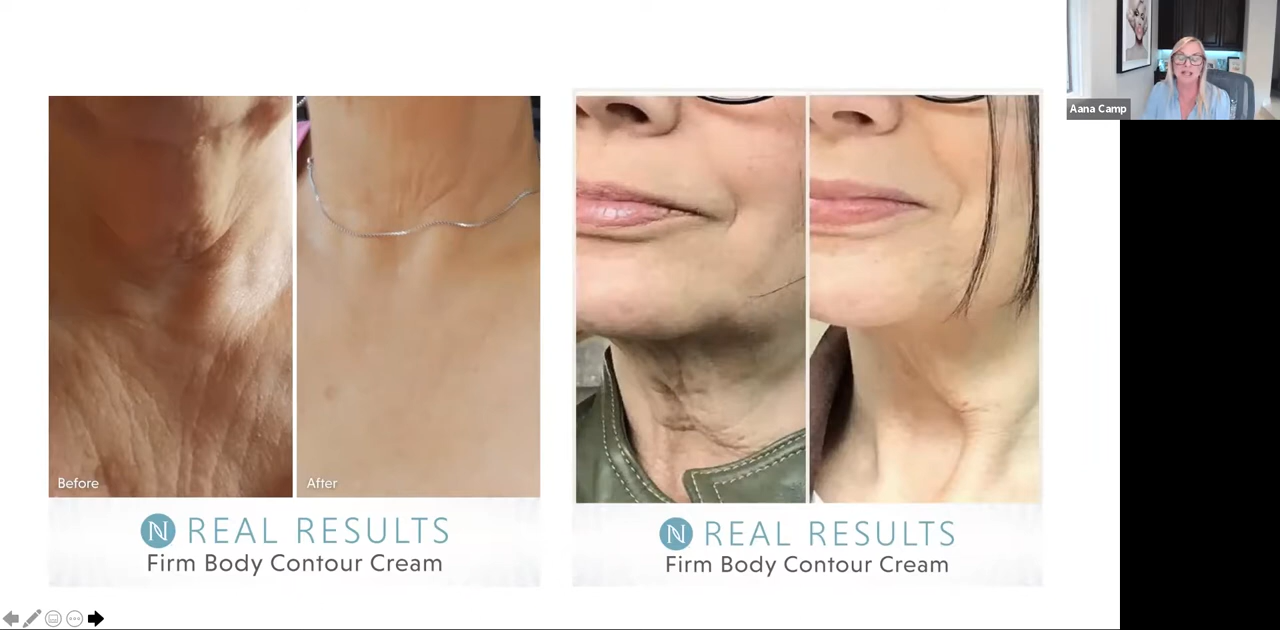 Aana Camp
Before
After
N REAL RESULTS
Firm Body Contour Cream
N REAL RESULTS
Firm Body Contour Cream